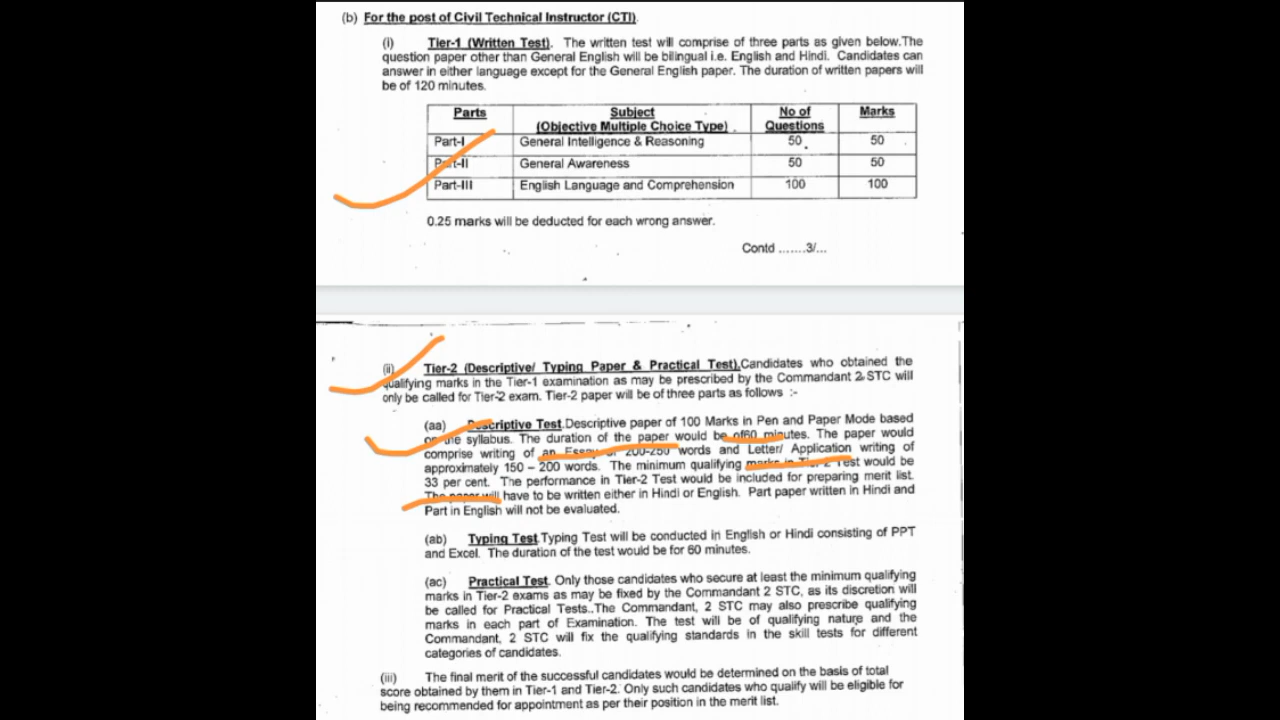 (b) For the post of Civil Technical Instructor (CTI).
(i) Tier-1 (Written Test). The written test will comprise of three parts as given below.The
question paper other than General English will be bilingual i.e. English and Hindi. Candidates can
answer in either language except for the General English paper. The duration of written papers will
be of 120 minutes.
Parts Subject No of Marks
(Objective Multiple Choice Type) Questions
Part-I General Intelligence & Reasoning 50 50
Part-II General Awareness 50 50
Part-III English Language and Comprehension 100 100
0.25 marks will be deducted for each wrong answer.
Contd .......3/...
(ii) Tier-2 (Descriptive/ Typing Paper & Practical Test).Candidates who obtained the
qualifying marks in the Tier-1 examination as may be prescribed by the Commandant 2 STC will
only be called for Tier-2 exam. Tier-2 paper will be of three parts as follows :-
(aa) Descriptive Test.Descriptive paper of 100 Marks in Pen and Paper Mode based
on the syllabus. The duration of the paper would be of60 minutes. The paper would
comprise writing of an Essay of 200-250 words and Letter/ Application writing of
approximately 150 – 200 words. The minimum qualifying marks in Tier-2 Test would be
33 per cent. The performance in Tier-2 Test would be included for preparing merit list.
The paper will have to be written either in Hindi or English. Part paper written in Hindi and
Part in English will not be evaluated.
(ab) Typing Test.Typing Test will be conducted in English or Hindi consisting of PPT
and Excel. The duration of the test would be for 60 minutes.
(ac) Practical Test. Only those candidates who secure at least the minimum qualifying
marks in Tier-2 exams as may be fixed by the Commandant 2 STC, as its discretion will
be called for Practical Tests..The Commandant, 2 STC may also prescribe qualifying
marks in each part of Examination. The test will be of qualifying nature and the
Commandant, 2 STC will fix the qualifying standards in the skill tests for different
categories of candidates.
(iii) The final merit of the successful candidates would be determined on the basis of total
score obtained by them in Tier-1 and Tier-2. Only such candidates who qualify will be eligible for
being recommended for appointment as per their position in the merit list.